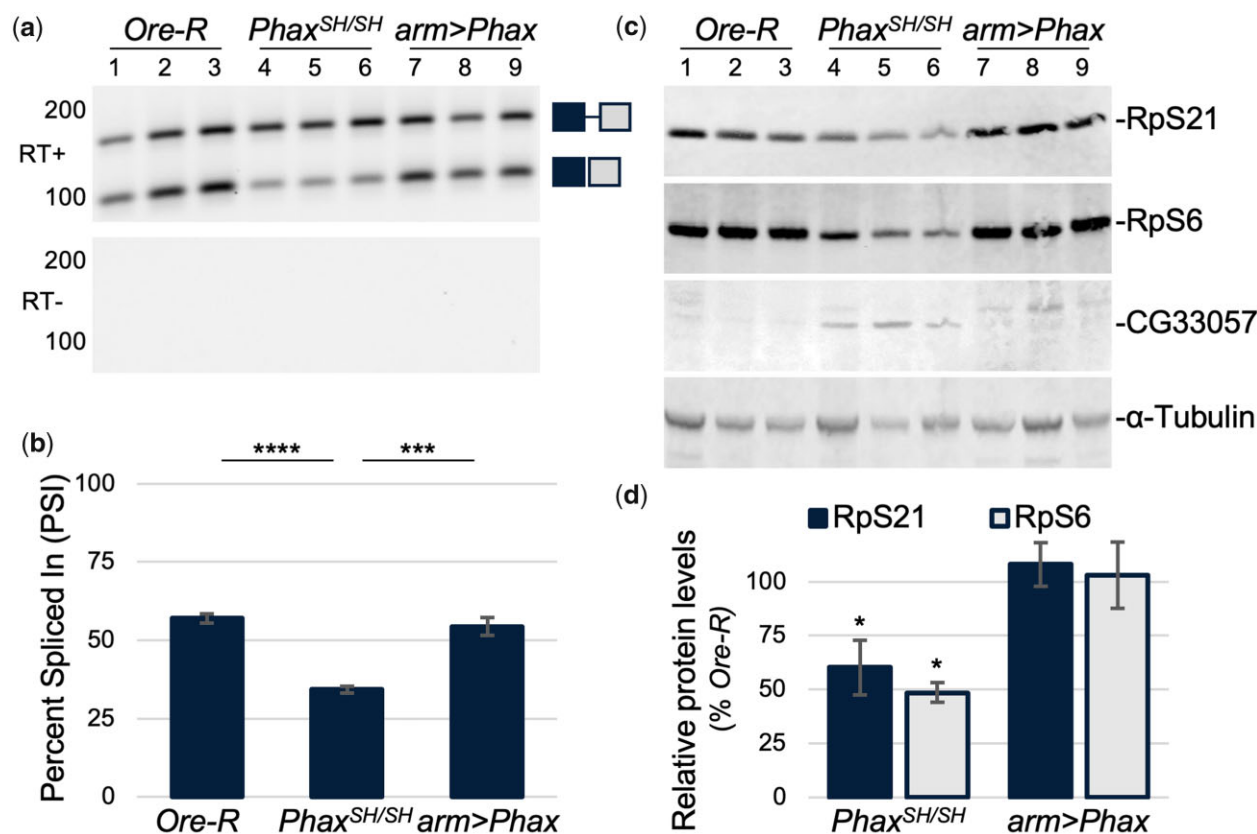 (a)
Ore-R Phax^SH/SH arm>Phax
1 2 3 4 5 6 7 8 9
200
RT+
100
200
RT-
100
(b)
**** ***
Percent Spliced In (PSI)
100
75
50
25
0
Ore-R Phax^SH/SH arm>Phax
(c)
Ore-R Phax^SH/SH arm>Phax
1 2 3 4 5 6 7 8 9
-RpS21
-RpS6
-CG33057
-α-Tubulin
(d)
RpS21 RpS6
Relative protein levels
(% Ore-R)
100
75
50
25
0
* *
Phax^SH/SH arm>Phax